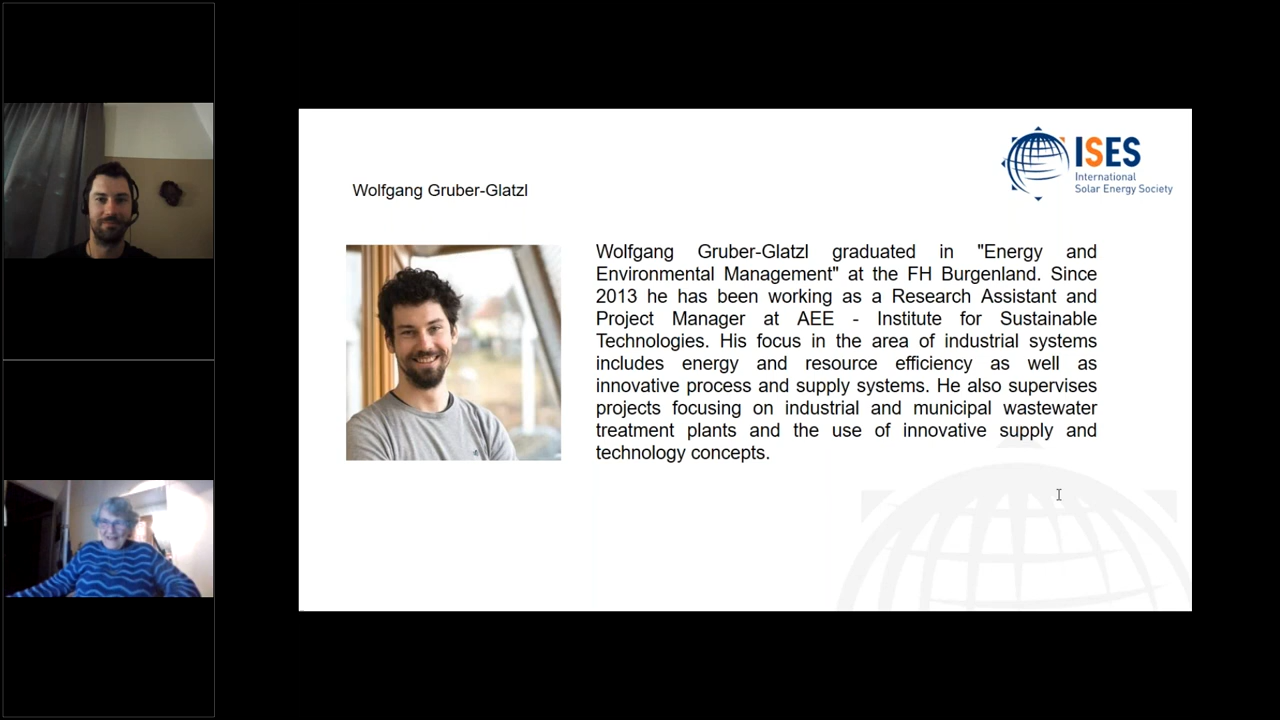 ISES
International
Solar Energy Society
Wolfgang Gruber-Glatzl
Wolfgang Gruber-Glatzl graduated in "Energy and
Environmental Management" at the FH Burgenland. Since
2013 he has been working as a Research Assistant and
Project Manager at AEE - Institute for Sustainable
Technologies. His focus in the area of industrial systems
includes energy and resource efficiency as well as
innovative process and supply systems. He also supervises
projects focusing on industrial and municipal wastewater
treatment plants and the use of innovative supply and
technology concepts.